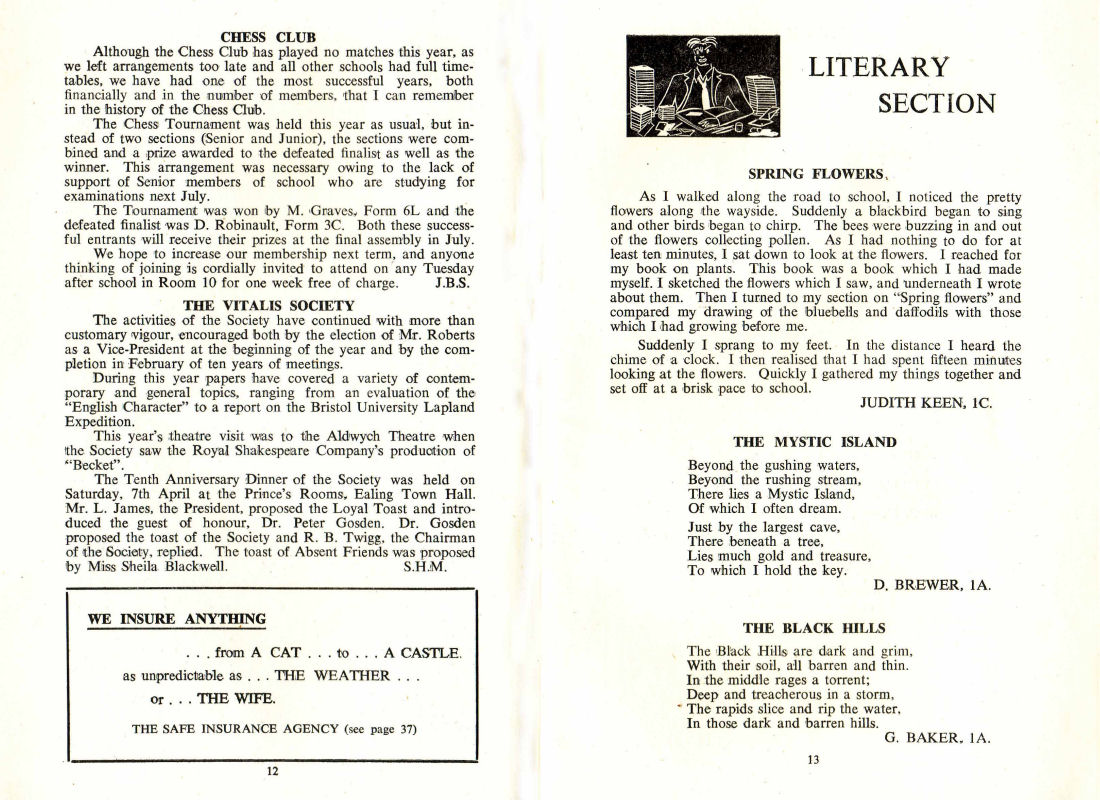 CHESS CLUB
Although the Chess Club has played no matches this year, as
we left arrangements too late and all other schools had full time-
tables, we have had one of the most successful years, both
financially and in the number of members, that I can remember
in the history of the Chess Club.
The Chess Tournament was held this year as usual, but in-
stead of two sections (Senior and Junior), the sections were com-
bined and a prize awarded to the defeated finalist as well as the
winner. This arrangement was necessary owing to the lack of
support of Senior members of school who are studying for
examinations next July.
The Tournament was won by M. Graves, Form 6L and the
defeated finalist was D. Robinault, Form 3C. Both these success-
ful entrants will receive their prizes at the final assembly in July.
We hope to increase our membership next term, and anyone
thinking of joining is cordially invited to attend on any Tuesday
after school in Room 10 for one week free of charge. J.B.S.
THE VITALIS SOCIETY
The activities of the Society have continued with more than
customary vigour, encouraged both by the election of Mr. Roberts
as a Vice-President at the beginning of the year and by the com-
pletion in February of ten years of meetings.
During this year papers have covered a variety of contem-
porary and general topics, ranging from an evaluation of the
"English Character" to a report on the Bristol University Lapland
Expedition.
This year's theatre visit was to the Aldwych Theatre when
the Society saw the Royal Shakespeare Company's production of
"Becket".
The Tenth Anniversary Dinner of the Society was held on
Saturday, 7th April at the Prince's Rooms, Ealing Town Hall.
Mr. L. James, the President, proposed the Loyal Toast and intro-
duced the guest of honour, Dr. Peter Gosden. Dr. Gosden
proposed the toast of the Society and R. B. Twigg, the Chairman
of the Society, replied. The toast of Absent Friends was proposed
by Miss Sheila Blackwell. S.H.M.
WE INSURE ANYTHING
. . . from A CAT . . . to . . . A CASTLE.
as unpredictable as . . . THE WEATHER . . .
or . . . THE WIFE.
THE SAFE INSURANCE AGENCY (see page 37)
12
LITERARY
SECTION
SPRING FLOWERS.
As I walked along the road to school, I noticed the pretty
flowers along the wayside. Suddenly a blackbird began to sing
and other birds began to chirp. The bees were buzzing in and out
of the flowers collecting pollen. As I had nothing to do for at
least ten minutes, I sat down to look at the flowers. I reached for
my book on plants. This book was a book which I had made
myself. I sketched the flowers which I saw, and underneath I wrote
about them. Then I turned to my section on "Spring flowers" and
compared my drawing of the bluebells and daffodils with those
which I had growing before me.
Suddenly I sprang to my feet. In the distance I heard the
chime of a clock. I then realised that I had spent fifteen minutes
looking at the flowers. Quickly I gathered my things together and
set off at a brisk pace to school.
JUDITH KEEN, 1C.
THE MYSTIC ISLAND
Beyond the gushing waters,
Beyond the rushing stream,
There lies a Mystic Island,
Of which I often dream.
Just by the largest cave,
There beneath a tree,
Lies much gold and treasure,
To which I hold the key.
D. BREWER, 1A.
THE BLACK HILLS
The Black Hills are dark and grim,
With their soil, all barren and thin.
In the middle rages a torrent;
Deep and treacherous in a storm,
The rapids slice and rip the water,
In those dark and barren hills.
G. BAKER, 1A.
13